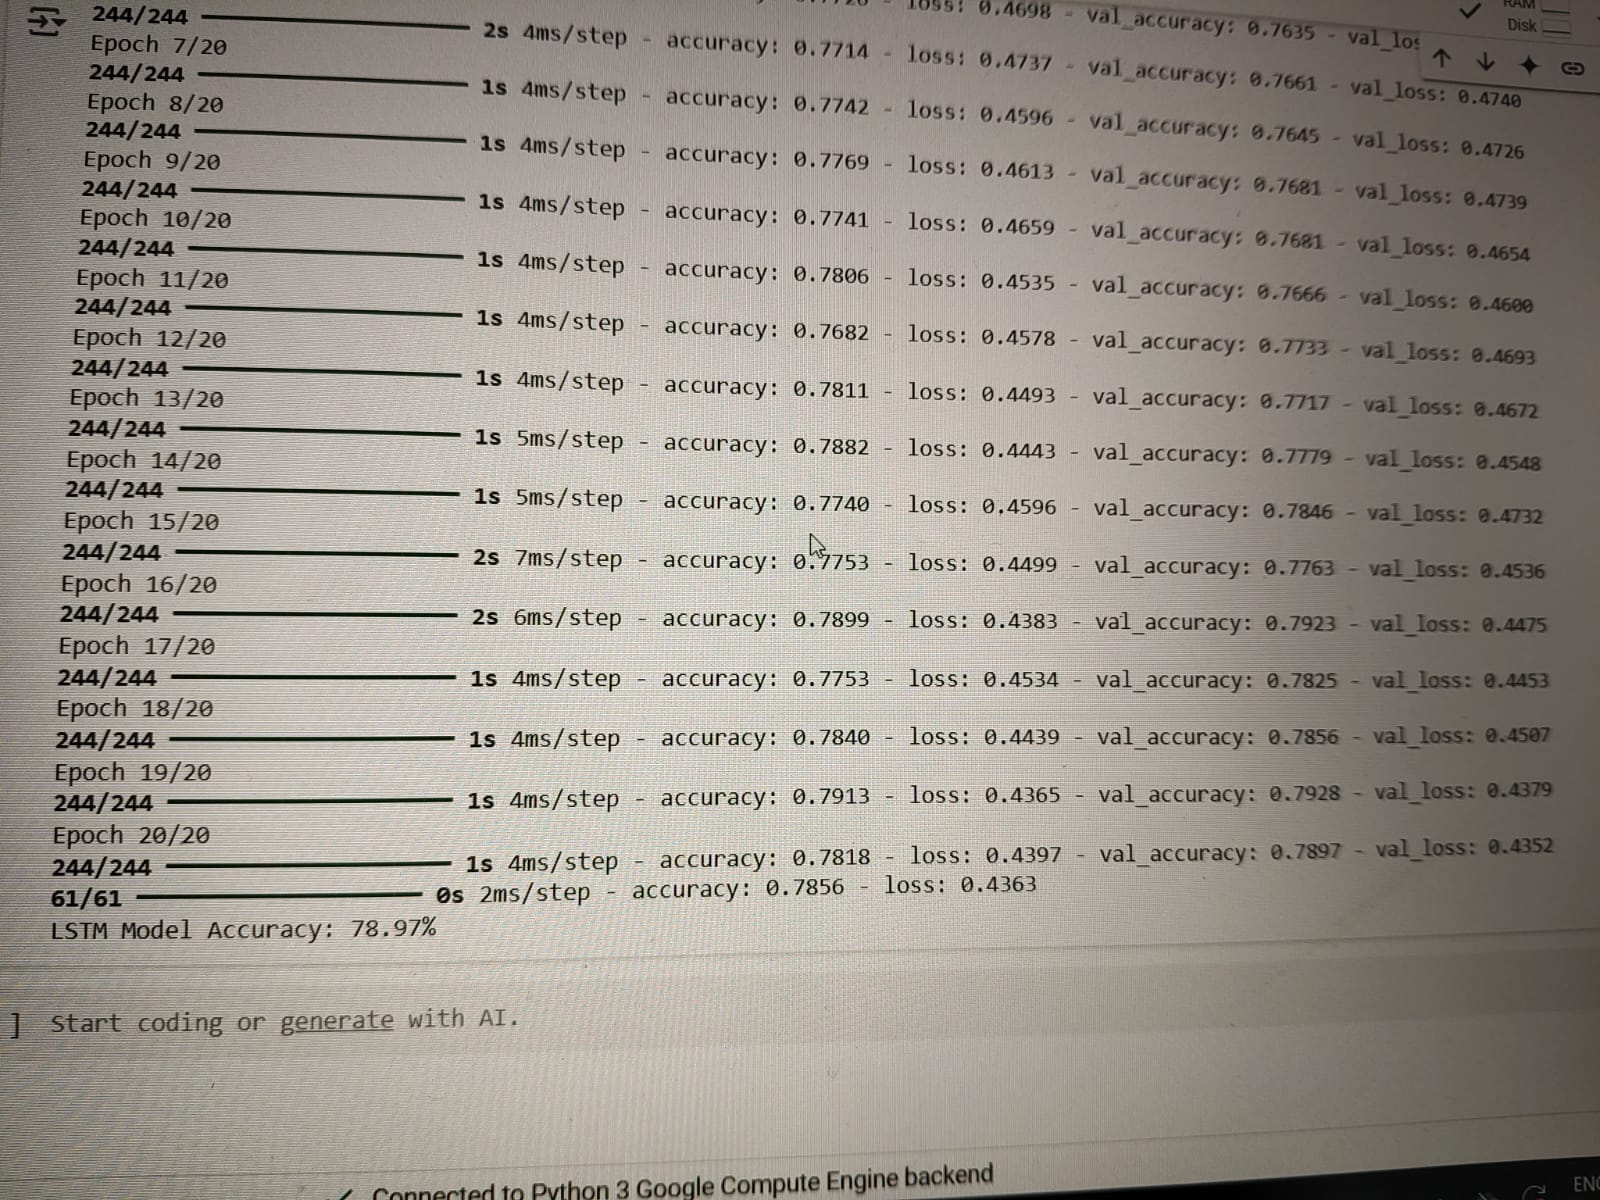 244/244 2s 4ms/step - accuracy: 0.7714 - loss: 0.4737 - val_accuracy: 0.7661 - val_loss: 0.4740
loss: 0.4698 - val_accuracy: 0.7635 - val_los
RAM
Disk
Epoch 7/20
244/244 1s 4ms/step - accuracy: 0.7742 - loss: 0.4596 - val_accuracy: 0.7645 - val_loss: 0.4726
Epoch 8/20
244/244 1s 4ms/step - accuracy: 0.7769 - loss: 0.4613 - val_accuracy: 0.7681 - val_loss: 0.4739
Epoch 9/20
244/244 1s 4ms/step - accuracy: 0.7741 - loss: 0.4659 - val_accuracy: 0.7681 - val_loss: 0.4654
Epoch 10/20
244/244 1s 4ms/step - accuracy: 0.7806 - loss: 0.4535 - val_accuracy: 0.7666 - val_loss: 0.4600
Epoch 11/20
244/244 1s 4ms/step - accuracy: 0.7682 - loss: 0.4578 - val_accuracy: 0.7733 - val_loss: 0.4693
Epoch 12/20
244/244 1s 4ms/step - accuracy: 0.7811 - loss: 0.4493 - val_accuracy: 0.7717 - val_loss: 0.4672
Epoch 13/20
244/244 1s 5ms/step - accuracy: 0.7882 - loss: 0.4443 - val_accuracy: 0.7779 - val_loss: 0.4548
Epoch 14/20
244/244 1s 5ms/step - accuracy: 0.7740 - loss: 0.4596 - val_accuracy: 0.7846 - val_loss: 0.4732
Epoch 15/20
244/244 2s 7ms/step - accuracy: 0.7753 - loss: 0.4499 - val_accuracy: 0.7763 - val_loss: 0.4536
Epoch 16/20
244/244 2s 6ms/step - accuracy: 0.7899 - loss: 0.4383 - val_accuracy: 0.7923 - val_loss: 0.4475
Epoch 17/20
244/244 1s 4ms/step - accuracy: 0.7753 - loss: 0.4534 - val_accuracy: 0.7825 - val_loss: 0.4453
Epoch 18/20
244/244 1s 4ms/step - accuracy: 0.7840 - loss: 0.4439 - val_accuracy: 0.7856 - val_loss: 0.4507
Epoch 19/20
244/244 1s 4ms/step - accuracy: 0.7913 - loss: 0.4365 - val_accuracy: 0.7928 - val_loss: 0.4379
Epoch 20/20
244/244 1s 4ms/step - accuracy: 0.7818 - loss: 0.4397 - val_accuracy: 0.7897 - val_loss: 0.4352
61/61 0s 2ms/step - accuracy: 0.7856 - loss: 0.4363
LSTM Model Accuracy: 78.97%
] Start coding or generate with AI.
Connected to Python 3 Google Compute Engine backend